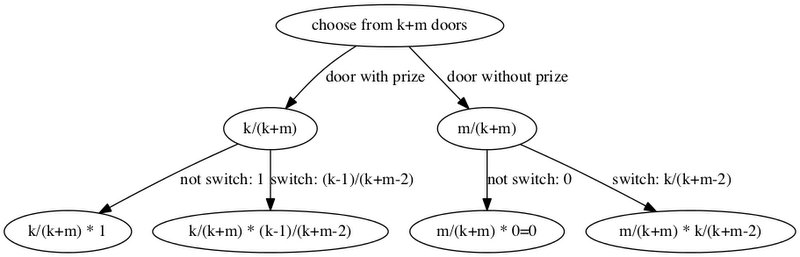 choose from k+m doors
door with prize
door without prize
k/(k+m)
m/(k+m)
not switch: 1
switch: (k-1)/(k+m-2)
not switch: 0
switch: k/(k+m-2)
k/(k+m) * 1
k/(k+m) * (k-1)/(k+m-2)
m/(k+m) * 0=0
m/(k+m) * k/(k+m-2)